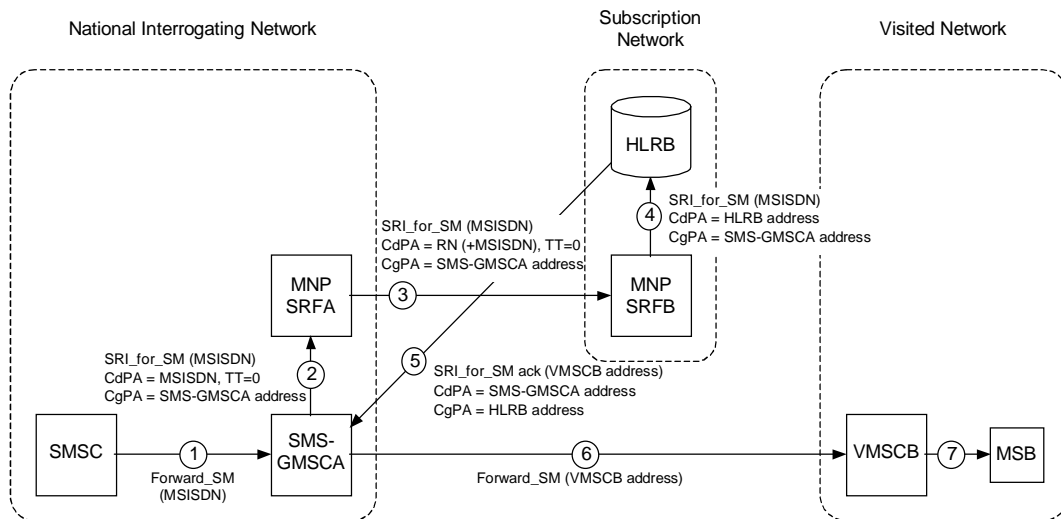 National Interrogating Network
Subscription
Network
Visited Network
HLRB
SRI_for_SM (MSISDN)
CdPA = HLRB address
CgPA = SMS-GMSCA address
4
SRI_for_SM (MSISDN)
CdPA = RN (+MSISDN), TT=0
CgPA = SMS-GMSCA address
MNP
SRFA
3
MNP
SRFB
SRI_for_SM (MSISDN)
CdPA = MSISDN, TT=0
CgPA = SMS-GMSCA address
2
5
SRI_for_SM ack (VMSCB address)
CdPA = SMS-GMSCA address
CgPA = HLRB address
SMSC
1
Forward_SM
(MSISDN)
SMS-
GMSCA
6
Forward_SM (VMSCB address)
VMSCB
7
MSB